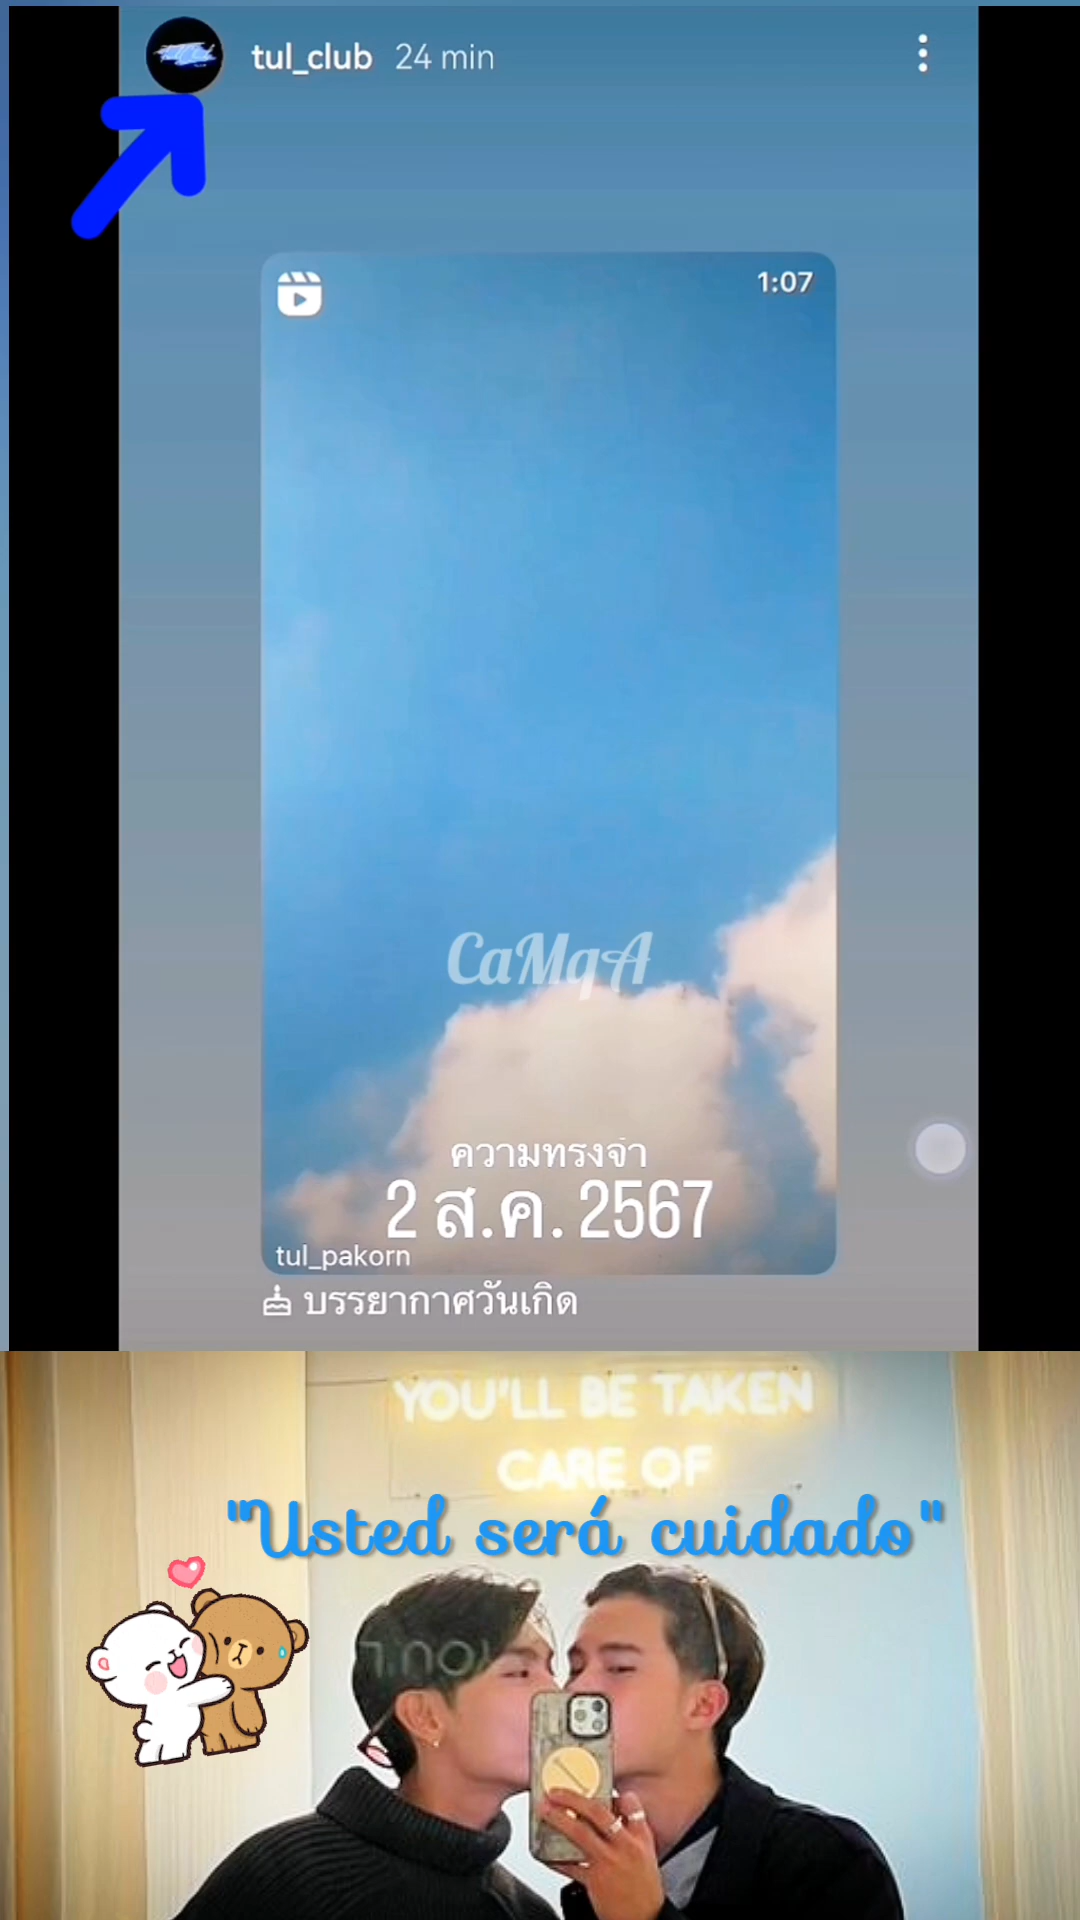 tul_club 24 min
1:07
CaMqA
ความทรงจำ
2 ส.ค. 2567
tul_pakorn
บรรยากาศวันเกิด
YOU'LL BE TAKEN
CARE OF
"Usted será cuidado"